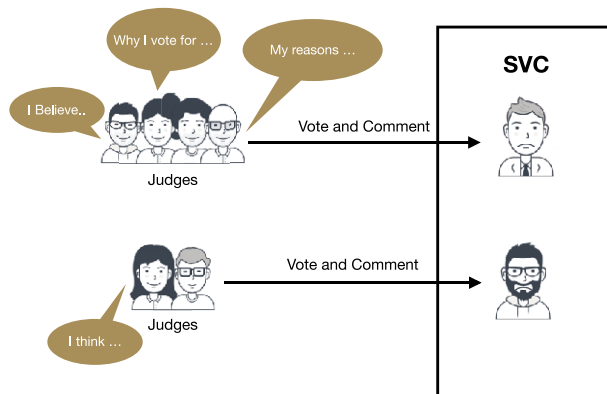 Why I vote for ...
My reasons ...
SVC
I Believe..
Vote and Comment
Judges
Vote and Comment
Judges
I think ...